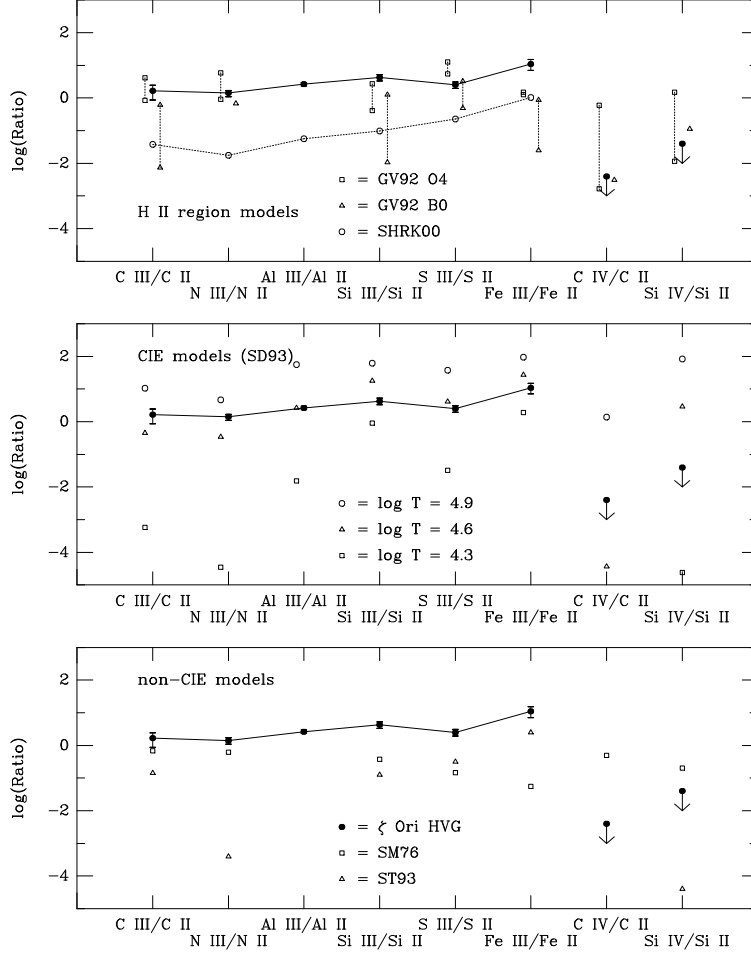 2
0
−2
−4
log(Ratio)
H II region models
= GV92 O4
= GV92 B0
= SHRK00
C III/C II
N III/N II
Al III/Al II
Si III/Si II
S III/S II
Fe III/Fe II
C IV/C II
Si IV/Si II
2
0
−2
−4
log(Ratio)
CIE models (SD93)
= log T = 4.9
= log T = 4.6
= log T = 4.3
C III/C II
N III/N II
Al III/Al II
Si III/Si II
S III/S II
Fe III/Fe II
C IV/C II
Si IV/Si II
2
0
−2
−4
log(Ratio)
non-CIE models
= ζ Ori HVG
= SM76
= ST93
C III/C II
N III/N II
Al III/Al II
Si III/Si II
S III/S II
Fe III/Fe II
C IV/C II
Si IV/Si II